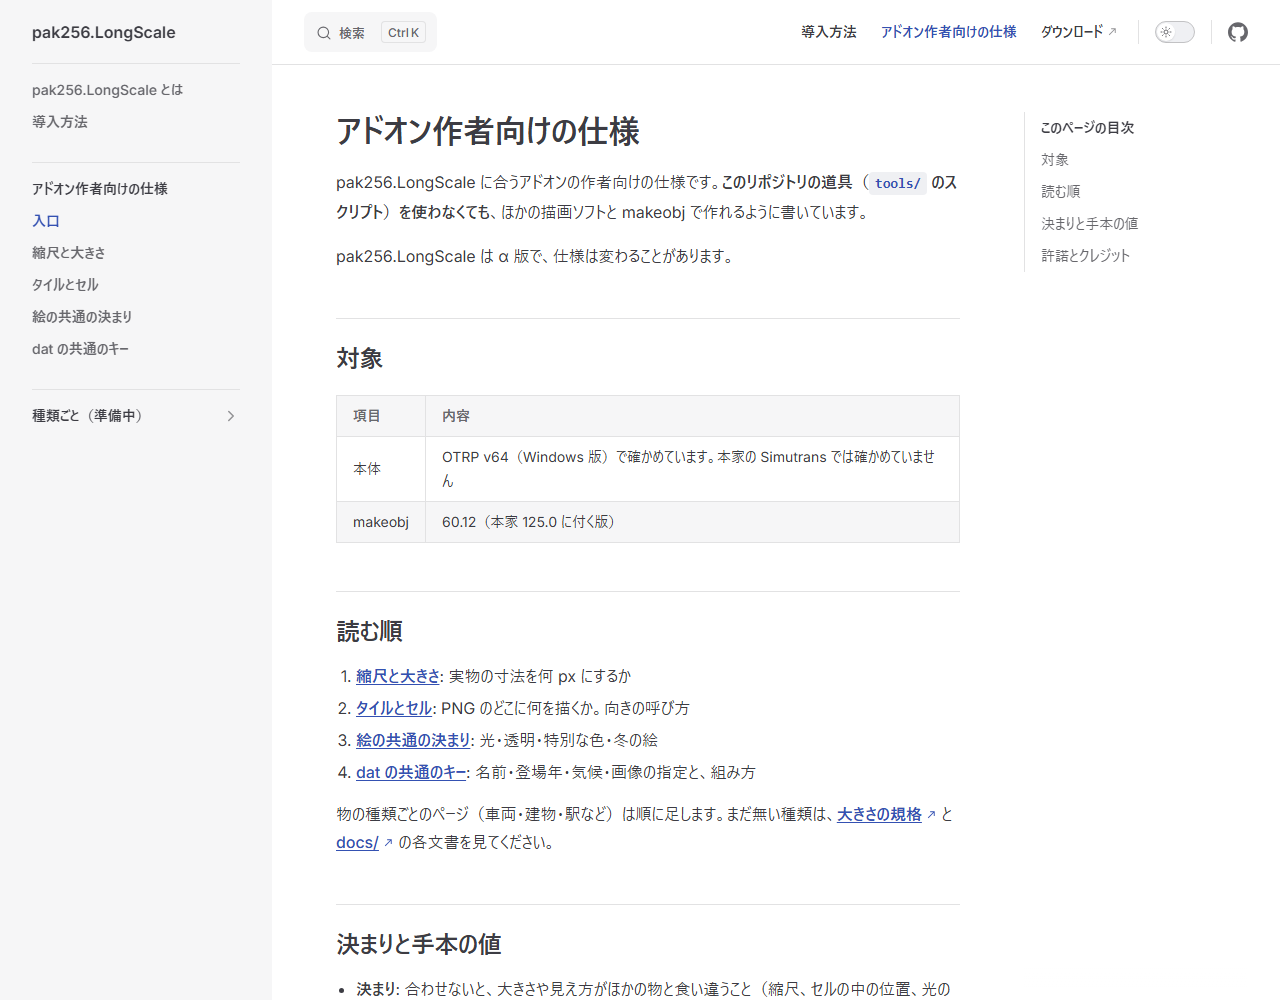 pak256.LongScale
検索 Ctrl K
導入方法 アドオン作者向けの仕様 ダウンロード
pak256.LongScale とは
導入方法
アドオン作者向けの仕様
入口
縮尺と大きさ
タイルとセル
絵の共通の決まり
dat の共通のキー
種類ごと（準備中）
アドオン作者向けの仕様
pak256.LongScale に合うアドオンの作者向けの仕様です。このリポジトリの道具（tools/ のス
クリプト）を使わなくても、ほかの描画ソフトと makeobj で作れるように書いています。
pak256.LongScale は α 版で、仕様は変わることがあります。
対象
項目 内容
本体 OTRP v64（Windows 版）で確かめています。本家の Simutrans では確かめていませ
ん
makeobj 60.12（本家 125.0 に付く版）
読む順
1. 縮尺と大きさ: 実物の寸法を何 px にするか
2. タイルとセル: PNG のどこに何を描くか。向きの呼び方
3. 絵の共通の決まり: 光・透明・特別な色・冬の絵
4. dat の共通のキー: 名前・登場年・気候・画像の指定と、組み方
物の種類ごとのページ（車両・建物・駅など）は順に足します。まだ無い種類は、大きさの規格 と
docs/ の各文書を見てください。
決まりと手本の値
• 決まり: 合わせないと、大きさや見え方がほかの物と食い違うこと（縮尺、セルの中の位置、光の
このページの目次
対象
読む順
決まりと手本の値
許諾とクレジット